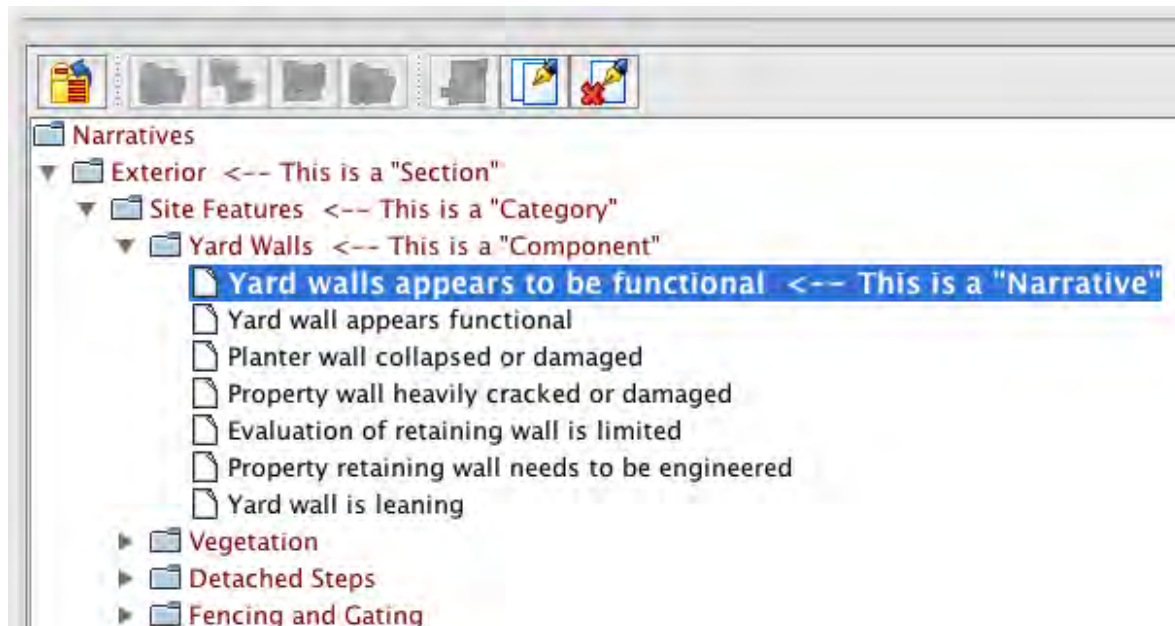 Narratives
Exterior <-- This is a "Section"
Site Features <-- This is a "Category"
Yard Walls <-- This is a "Component"
Yard walls appears to be functional <-- This is a "Narrative"
Yard wall appears functional
Planter wall collapsed or damaged
Property wall heavily cracked or damaged
Evaluation of retaining wall is limited
Property retaining wall needs to be engineered
Yard wall is leaning
Vegetation
Detached Steps
Fencing and Gating